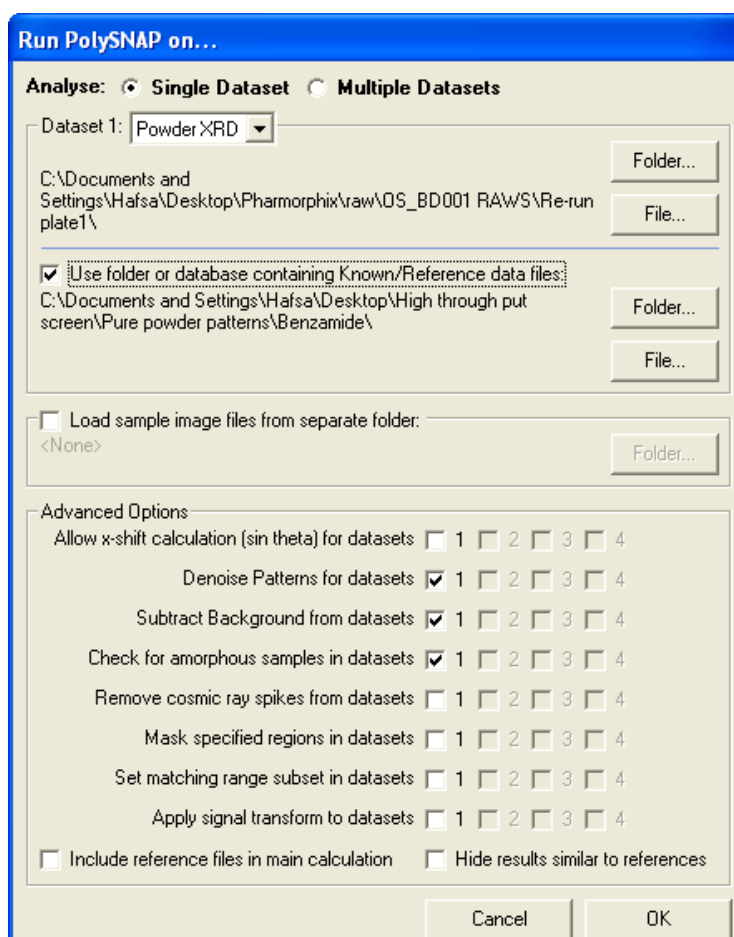 Run PolySNAP on...
Analyse: Single Dataset Multiple Datasets
Dataset 1: Powder XRD
Folder...
C:\Documents and
Settings\Hafsa\Desktop\Pharmorphix\raw\OS_BD001 RAWS\Re-run
plate1\
File...
Use folder or database containing Known/Reference data files:
C:\Documents and Settings\Hafsa\Desktop\High through put
screen\Pure powder patterns\Benzamide\
Folder...
File...
Load sample image files from separate folder:
<None>
Folder...
Advanced Options
Allow x-shift calculation (sin theta) for datasets 1 2 3 4
Denoise Patterns for datasets 1 2 3 4
Subtract Background from datasets 1 2 3 4
Check for amorphous samples in datasets 1 2 3 4
Remove cosmic ray spikes from datasets 1 2 3 4
Mask specified regions in datasets 1 2 3 4
Set matching range subset in datasets 1 2 3 4
Apply signal transform to datasets 1 2 3 4
Include reference files in main calculation Hide results similar to references
Cancel OK